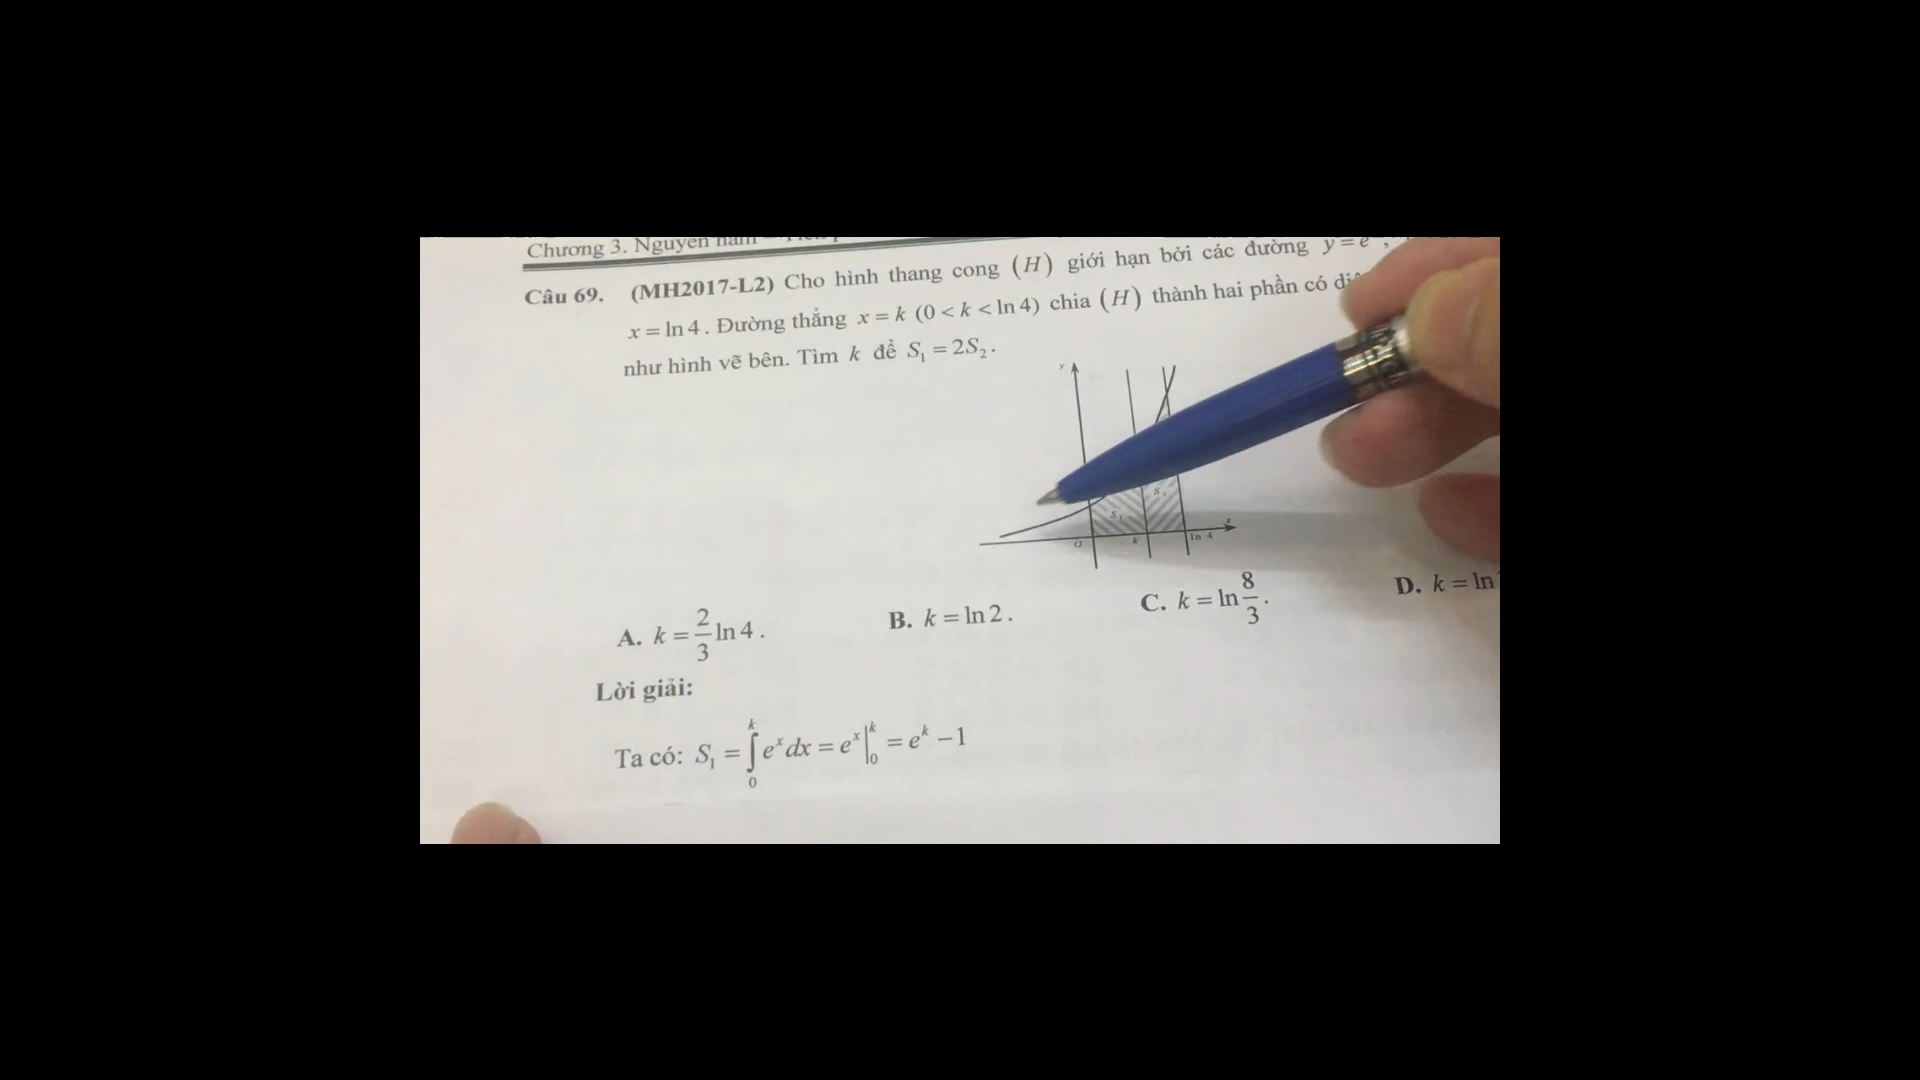 Chương 3. Nguyên hàm
Câu 69. (MH2017-L2) Cho hình thang cong (H) giới hạn bởi các đường y = e ,
x = ln 4 . Đường thẳng x = k (0 < k < ln 4) chia (H) thành hai phần có
như hình vẽ bên. Tìm k để S₁ = 2S₂ .
y
S
S
O
k
ln 4
x
A. k = 2/3 ln 4 .
B. k = ln 2 .
C. k = ln 8/3 .
D. k = ln
Lời giải:
Ta có: S₁ = ∫₀ᵏ eˣ dx = eˣ |₀ᵏ = eᵏ − 1